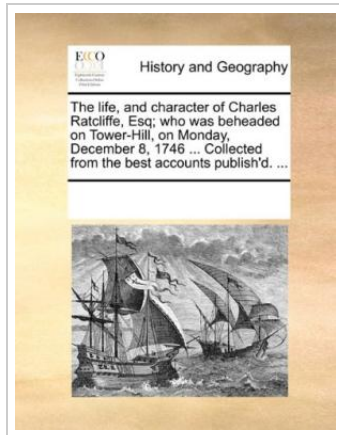 ECCO
History and Geography
The life, and character of Charles
Ratcliffe, Esq; who was beheaded
on Tower-Hill, on Monday,
December 8, 1746 ... Collected
from the best accounts publish'd. ...